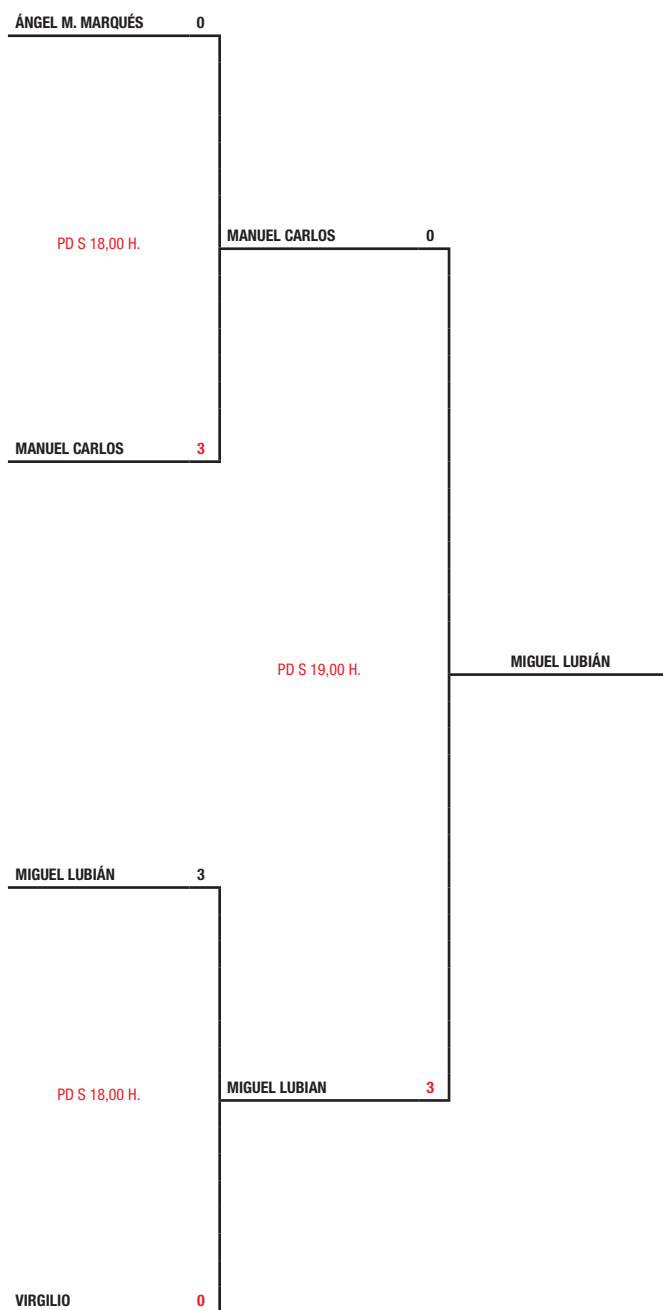 ÁNGEL M. MARQUÉS 0
PD S 18,00 H.
MANUEL CARLOS 0
MANUEL CARLOS 3
PD S 19,00 H.
MIGUEL LUBIÁN
MIGUEL LUBIÁN 3
PD S 18,00 H.
MIGUEL LUBIAN 3
VIRGILIO 0